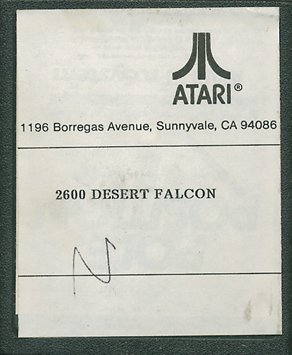 ATARI®
1196 Borregas Avenue, Sunnyvale, CA 94086
2600 DESERT FALCON
N